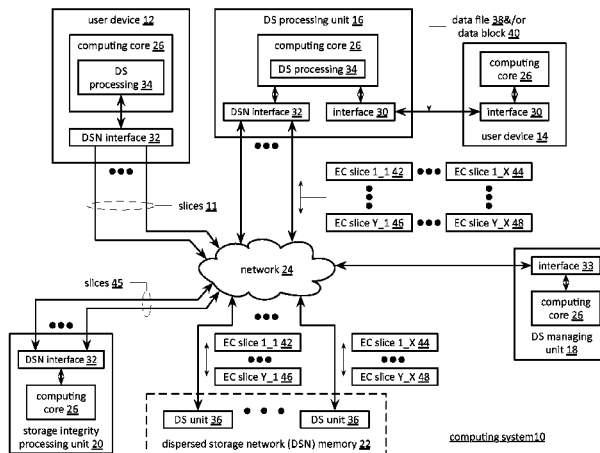 user device 12
computing core 26
DS processing 34
DSN interface 32
DS processing unit 16
computing core 26
DS processing 34
DSN interface 32
interface 30
data file 38 &/or
data block 40
computing core 26
interface 30
user device 14
EC slice 1_1 42
EC slice 1_X 44
EC slice Y_1 46
EC slice Y_X 48
slices 11
network 24
slices 45
interface 33
computing core 26
DS managing unit 18
DSN interface 32
computing core 26
storage integrity processing unit 20
EC slice 1_1 42
EC slice 1_X 44
EC slice Y_1 46
EC slice Y_X 48
DS unit 36
DS unit 36
dispersed storage network (DSN) memory 22
computing system10